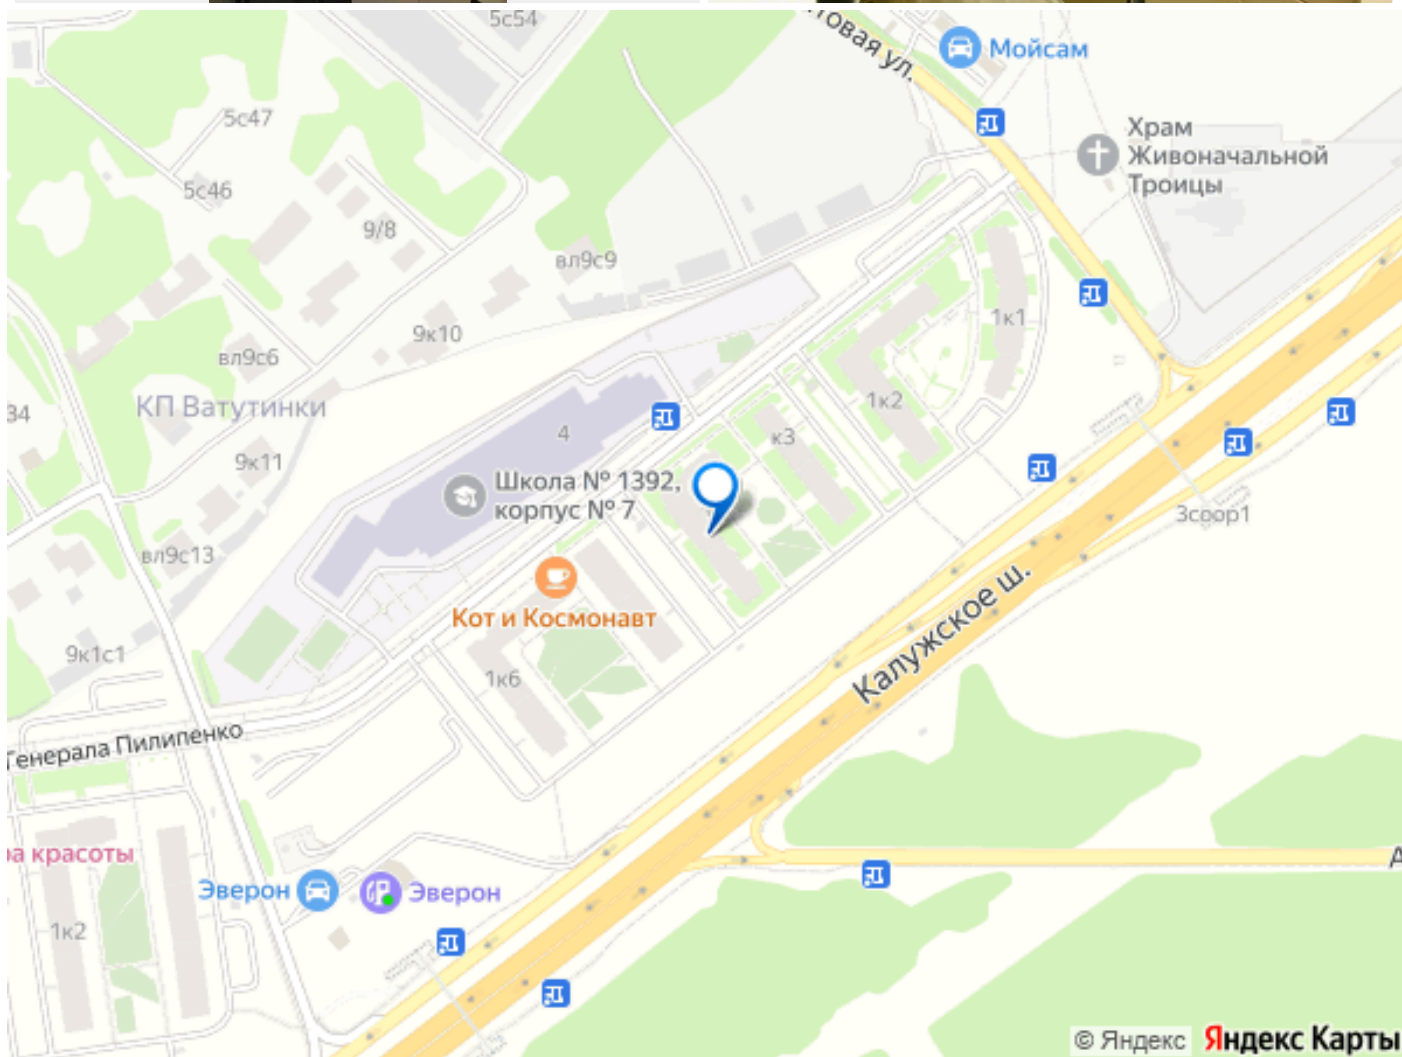 5с54
товая ул.
Мойсам
5с47
Храм
Живоначальной
Троицы
5с46
9/8
вл9с9
1к1
9к10
вл9с6
КП Ватутинки
34
1к2
4
к3
9к11
Школа № 1392,
корпус № 7
3соор1
вл9с13
Кот и Космонавт
Калужское ш.
9к1с1
1к6
Генерала Пилипенко
ра красоты
Эверон
Эверон
А
1к2
© Яндекс Яндекс Карты